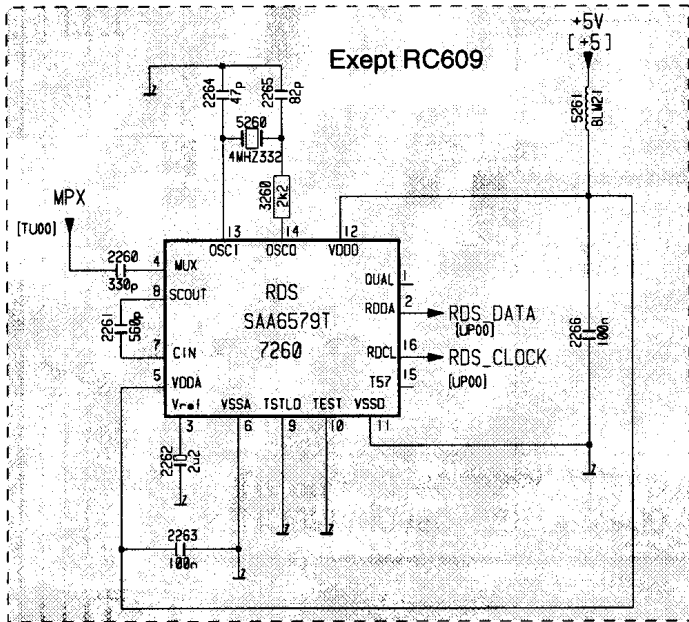 +5V
[+5]
Exept RC609
2264
47p
2265
82p
5260
4MHZ332
5261
BLM21
3260
2k2
MPX
[TU00]
2260
330p
13
14
12
OSCI
OSCO
VDDD
4
MUX
8
SCOUT
2261
560p
7
CIN
5
VDDA
RDS
SAA6579T
7260
QUAL
1
RDDA
2
RDS_DATA
[UP00]
RDCL
16
RDS_CLOCK
[UP00]
T57
15
2266
100n
Vref
VSSA
TSTLD
TEST
VSSD
3
6
9
10
11
2262
2u2
2263
100n